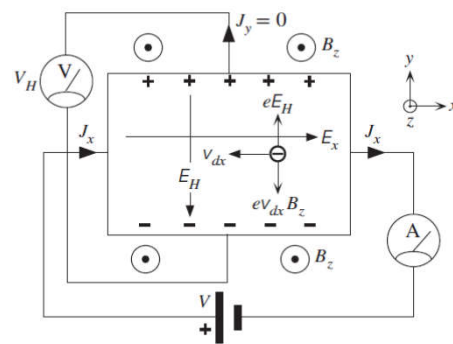 J_y = 0
B_z
V_H
V
+ + + + +
eE_H
y
x
z
J_x
E_x
J_x
v_dx
E_H
ev_dx B_z
A
- - - - -
B_z
V
+